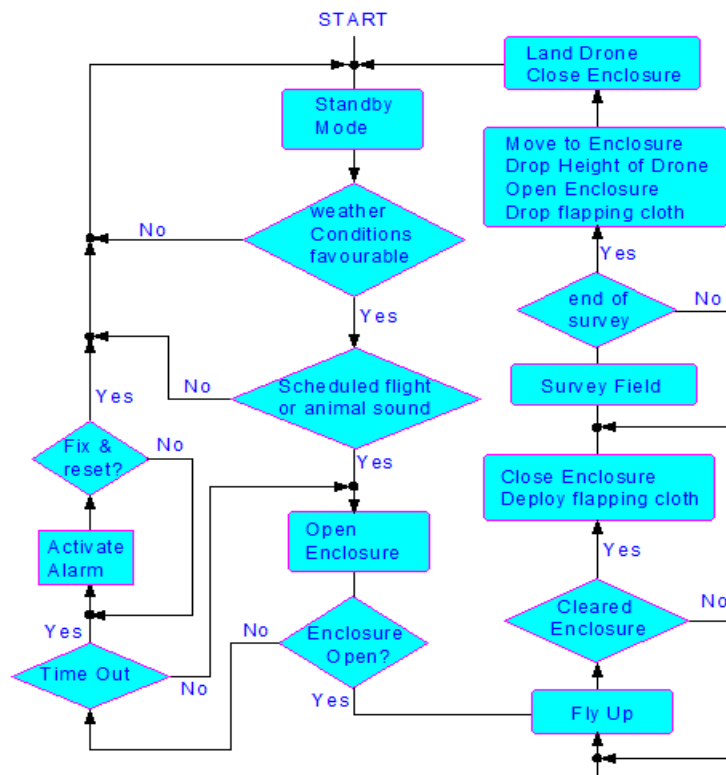 START
Land Drone
Close Enclosure
Standby
Mode
Move to Enclosure
Drop Height of Drone
Open Enclosure
Drop flapping cloth
weather
Conditions
favourable
No
Yes
Yes
end of
survey
No
Scheduled flight
or animal sound
No
Yes
Survey Field
Yes
Fix &
reset?
No
Close Enclosure
Deploy flapping cloth
Open
Enclosure
Activate
Alarm
Yes
Cleared
Enclosure
No
Yes
Time Out
No
Enclosure
Open?
No
Yes
Fly Up